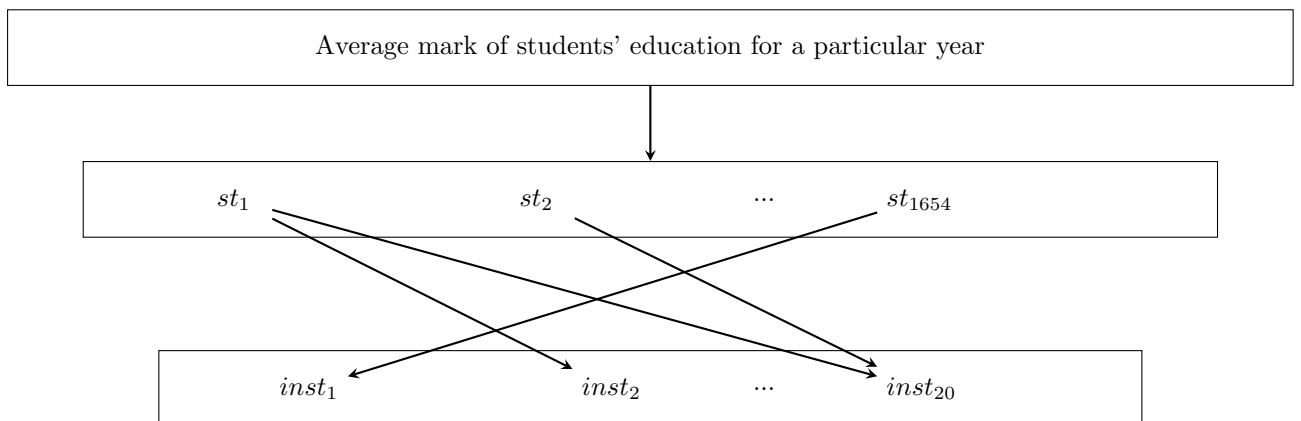 Average mark of students’ education for a particular year
st₁ st₂ ... st₁₆₅₄
inst₁ inst₂ ... inst₂₀